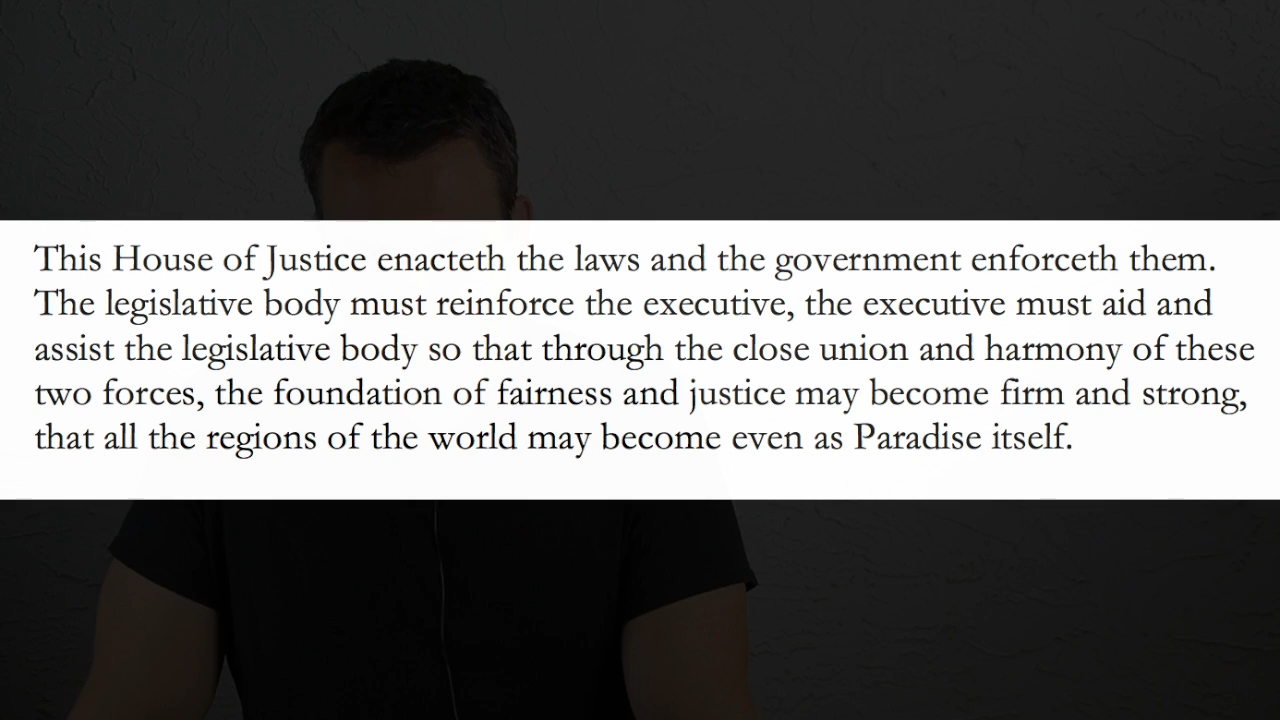 This House of Justice enacteth the laws and the government enforceth them.
The legislative body must reinforce the executive, the executive must aid and
assist the legislative body so that through the close union and harmony of these
two forces, the foundation of fairness and justice may become firm and strong,
that all the regions of the world may become even as Paradise itself.